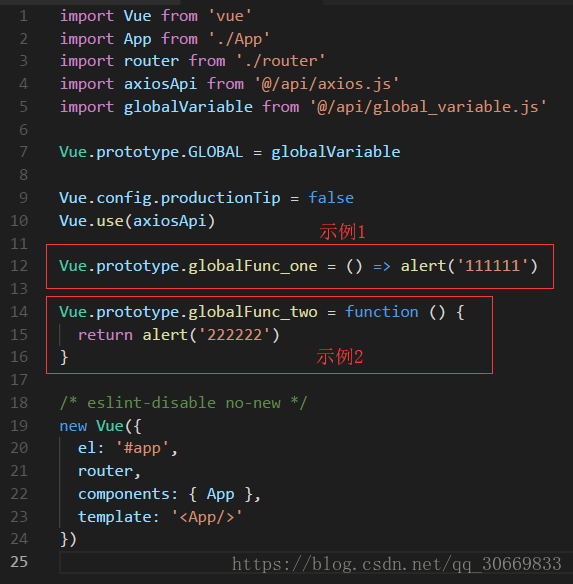 1 import Vue from 'vue'
2 import App from './App'
3 import router from './router'
4 import axiosApi from '@/api/axios.js'
5 import globalVariable from '@/api/global_variable.js'
6
7 Vue.prototype.GLOBAL = globalVariable
8
9 Vue.config.productionTip = false
10 Vue.use(axiosApi)
11 示例1
12 Vue.prototype.globalFunc_one = () => alert('111111')
13
14 Vue.prototype.globalFunc_two = function () {
15 return alert('222222')
16 } 示例2
17
18 /* eslint-disable no-new */
19 new Vue({
20 el: '#app',
21 router,
22 components: { App },
23 template: '<App/>'
24 })
25 https://blog.csdn.net/qq_30669833